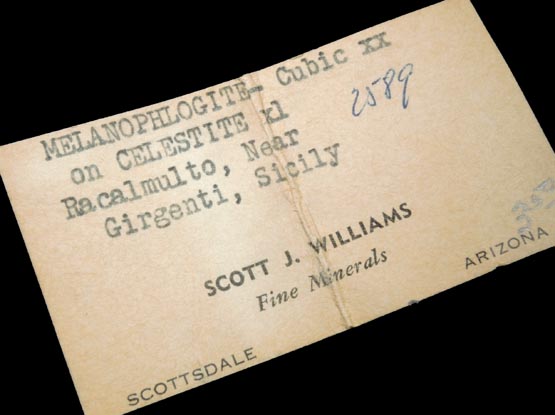 MELANOPHLOGITE- Cubic xx
on CELESTITE xl
Racalmulto, Near
Girgenti, Sicily
2589
SCOTT J. WILLIAMS
Fine Minerals
SCOTTSDALE ARIZONA